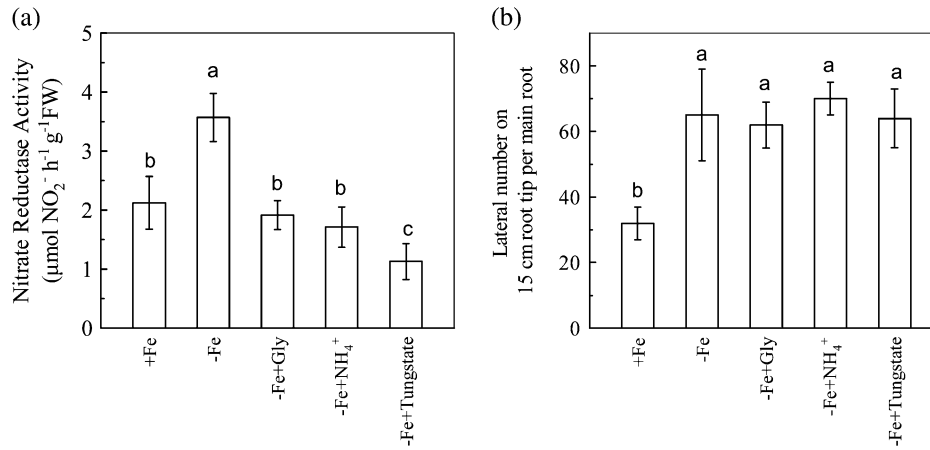 (a)
Nitrate Reductase Activity
(μmol NO₂⁻ h⁻¹ g⁻¹FW)
5
4
3
2
1
0
b
a
b
b
c
+Fe
-Fe
-Fe+Gly
-Fe+NH₄⁺
-Fe+Tungstate
(b)
Lateral number on
15 cm root tip per main root
80
60
40
20
0
b
a
a
a
a
+Fe
-Fe
-Fe+Gly
-Fe+NH₄⁺
-Fe+Tungstate